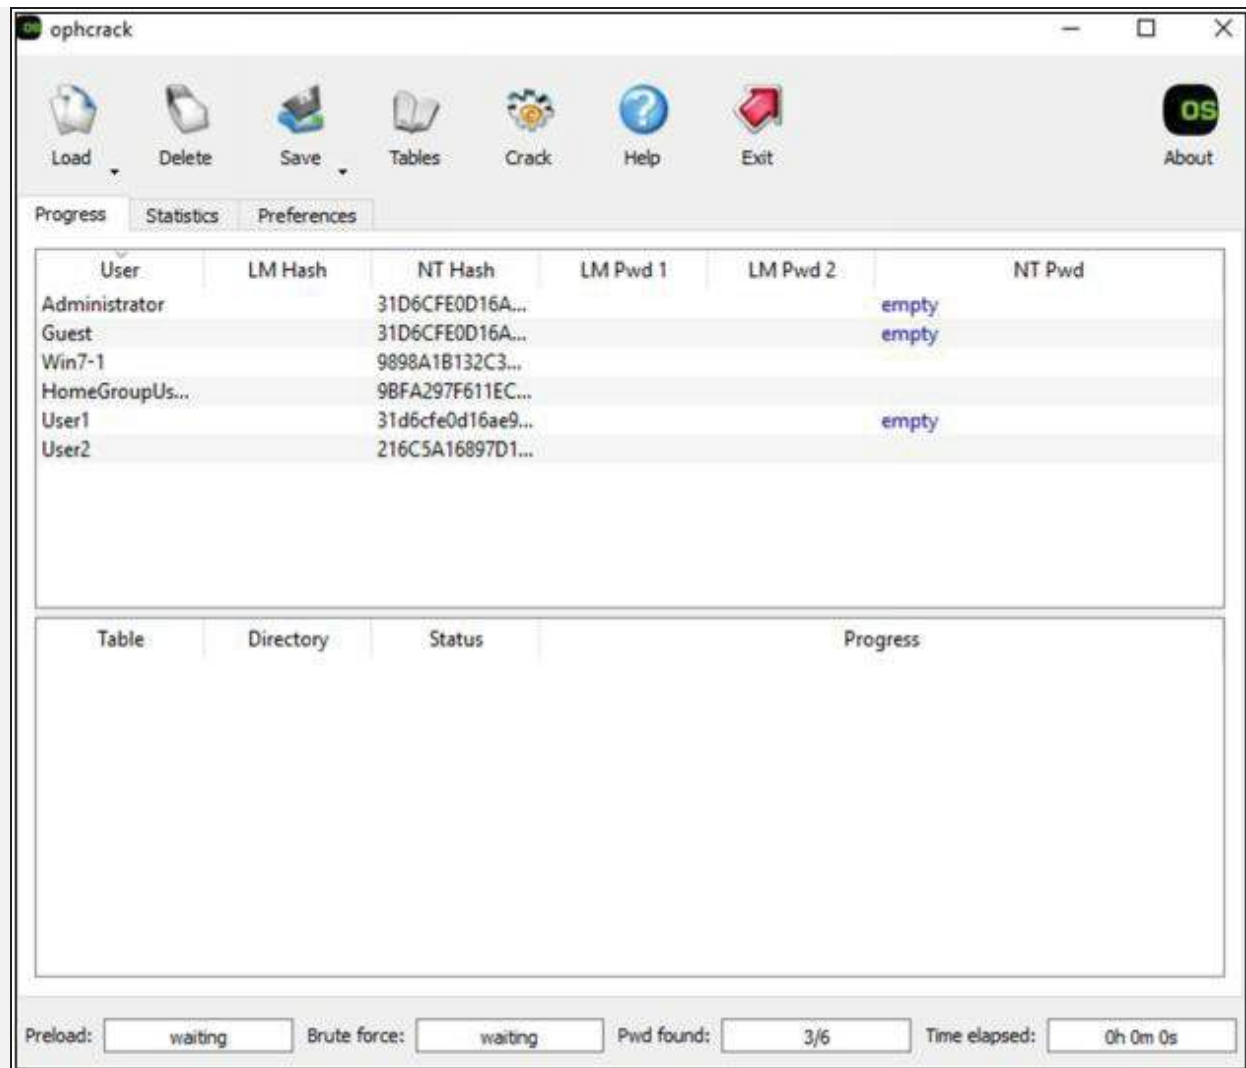 OS ophcrack
Load Delete Save Tables Crack Help Exit OS About
Progress Statistics Preferences
User LM Hash NT Hash LM Pwd 1 LM Pwd 2 NT Pwd
Administrator 31D6CFE0D16A... empty
Guest 31D6CFE0D16A... empty
Win7-1 9898A1B132C3...
HomeGroupUs... 9BFA297F611EC...
User1 31d6cfe0d16ae9... empty
User2 216C5A16897D1...
Table Directory Status Progress
Preload: waiting Brute force: waiting Pwd found: 3/6 Time elapsed: 0h 0m 0s